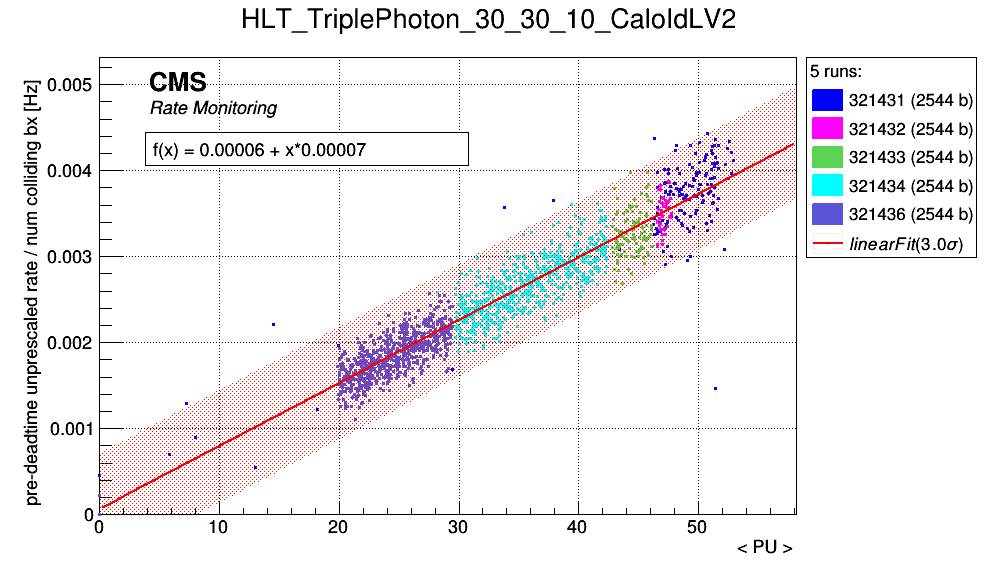 HLT_TriplePhoton_30_30_10_CaloIdLV2
pre-deadtime unprescaled rate / num colliding bx [Hz]
0.005
0.004
0.003
0.002
0.001
0
CMS
Rate Monitoring
f(x) = 0.00006 + x*0.00007
0 10 20 30 40 50
< PU >
5 runs:
321431 (2544 b)
321432 (2544 b)
321433 (2544 b)
321434 (2544 b)
321436 (2544 b)
linearFit(3.0σ)